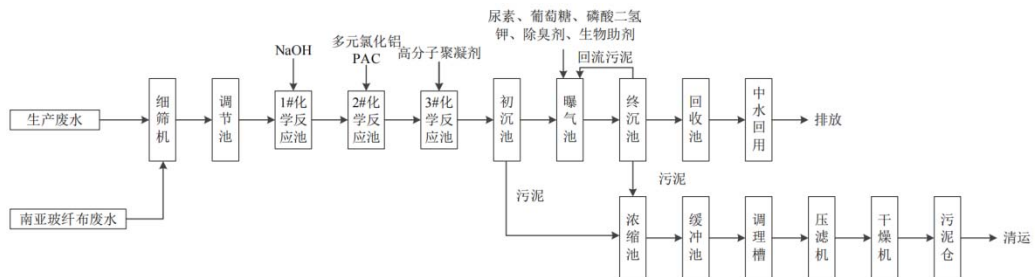 尿素、葡萄糖、磷酸二氢
钾、除臭剂、生物助剂
NaOH
多元氯化铝
PAC
高分子聚凝剂
回流污泥
生产废水
细筛机
调节池
1#化
学反
应池
2#化
学反
应池
3#化
学反
应池
初沉池
曝气池
终沉池
回收池
中水回用
排放
南亚玻纤布废水
污泥
污泥
浓缩池
缓冲池
调理槽
压滤机
干燥机
污泥仓
清运